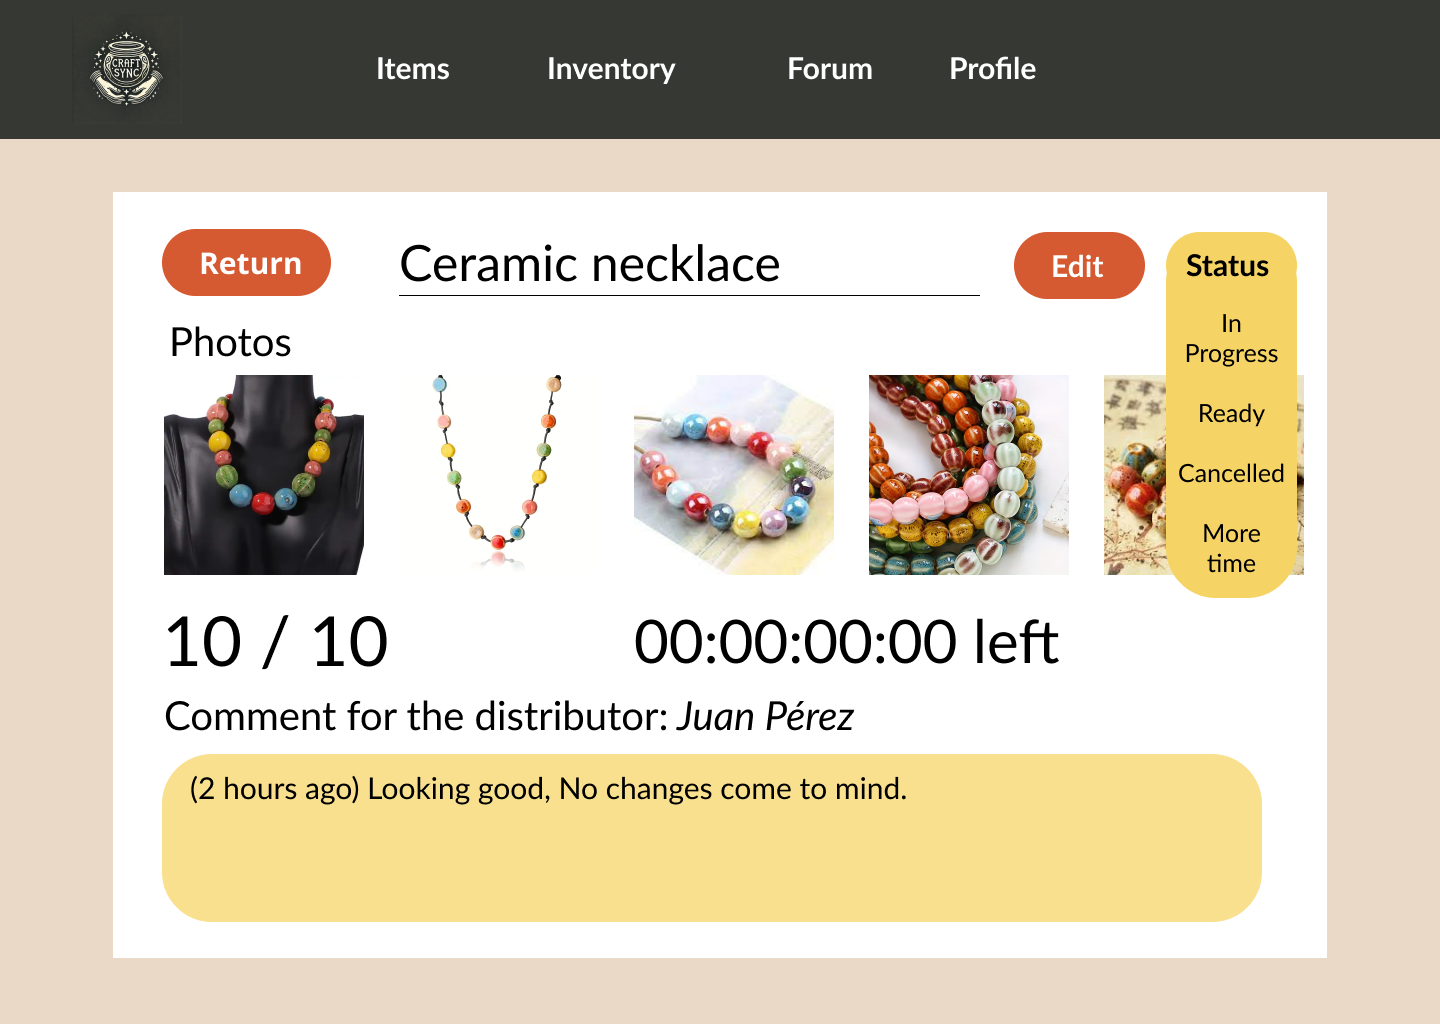 CRAFT
SYNC
Items
Inventory
Forum
Profile
Return
Ceramic necklace
Edit
Status
In
Progress
Ready
Cancelled
More
time
Photos
10 / 10
00:00:00:00 left
Comment for the distributor: Juan Pérez
(2 hours ago) Looking good, No changes come to mind.